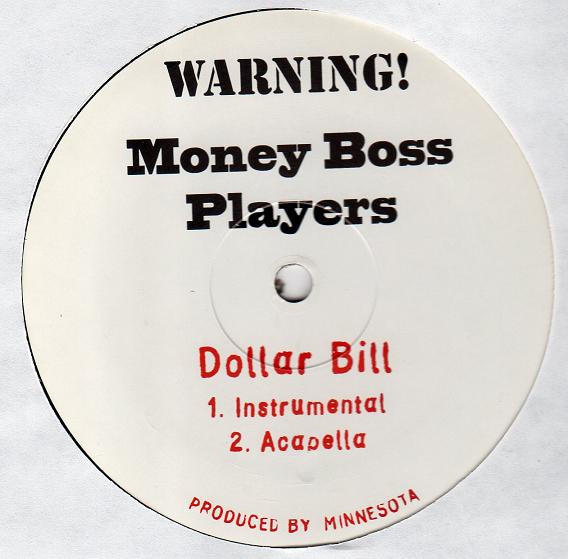 WARNING!
Money Boss
Players
Dollar Bill
1. Instrumental
2. Acapella
PRODUCED BY MINNESOTA